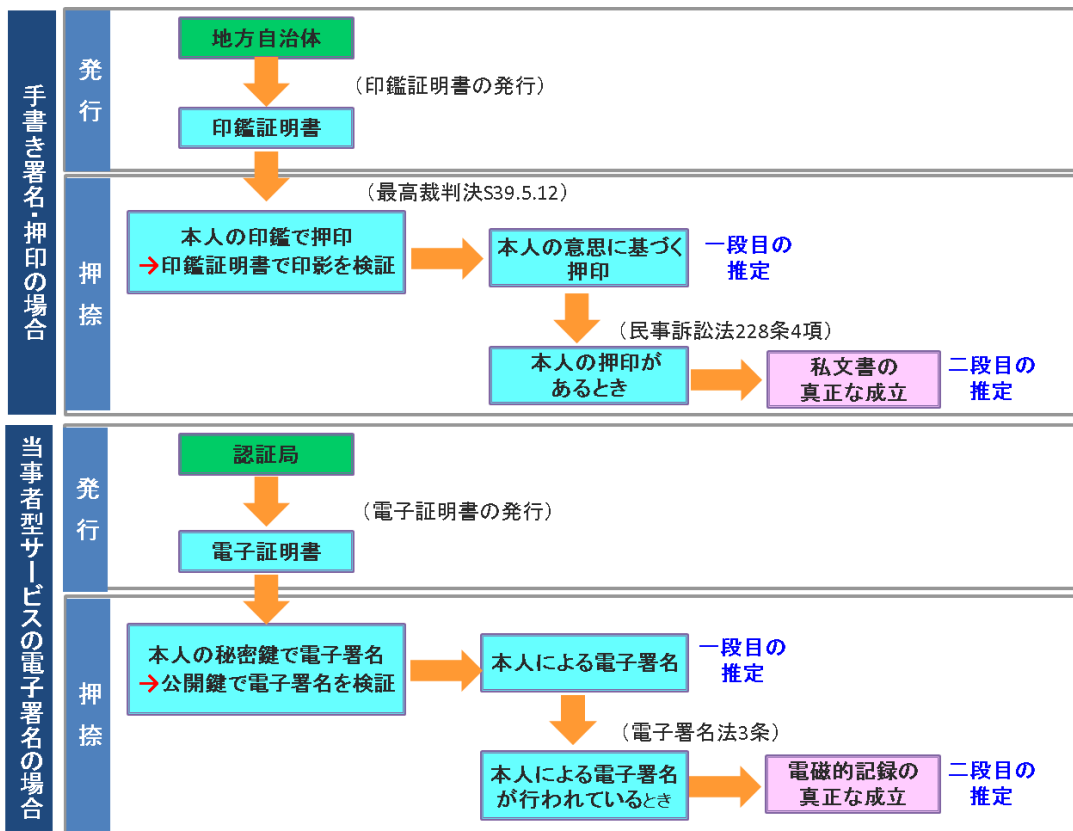 手書き署名・押印の場合
発行
地方自治体
（印鑑証明書の発行）
印鑑証明書
押捺
（最高裁判決S39.5.12）
本人の印鑑で押印
→印鑑証明書で印影を検証
本人の意思に基づく
押印
一段目の
推定
（民事訴訟法228条4項）
本人の押印が
あるとき
私文書の
真正な成立
二段目の
推定
当事者型サービスの電子署名の場合
発行
認証局
（電子証明書の発行）
電子証明書
押捺
本人の秘密鍵で電子署名
→公開鍵で電子署名を検証
本人による電子署名
一段目の
推定
（電子署名法3条）
本人による電子署名
が行われているとき
電磁的記録の
真正な成立
二段目の
推定